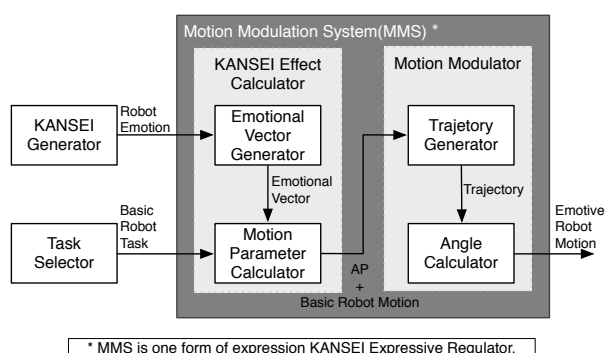 Motion Modulation System(MMS) *
KANSEI Effect
Calculator
Motion Modulator
KANSEI
Generator
Robot
Emotion
Emotional
Vector
Generator
Trajetory
Generator
Emotional
Vector
Trajectory
Task
Selector
Basic
Robot
Task
Motion
Parameter
Calculator
AP
+
Basic Robot Motion
Angle
Calculator
Emotive
Robot
Motion
* MMS is one form of expression KANSEI Expressive Regulator.